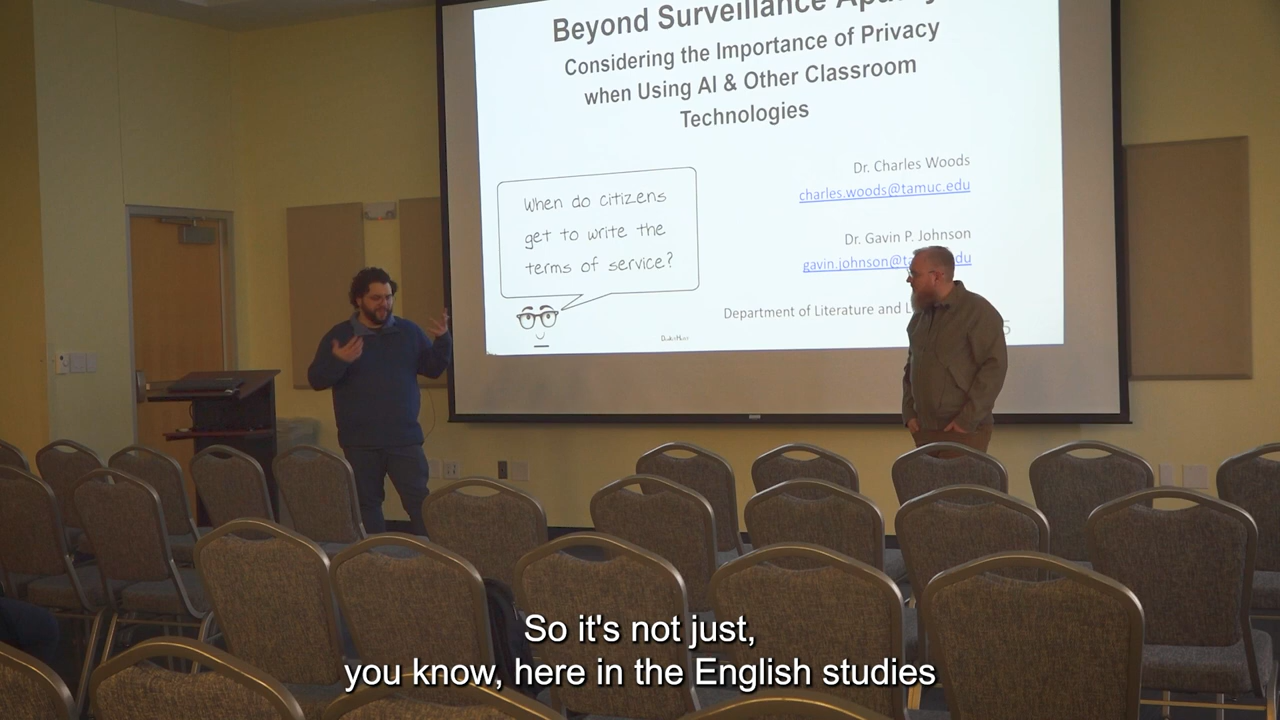 Beyond Surveillance
Considering the Importance of Privacy
when Using AI & Other Classroom
Technologies
When do citizens
get to write the
terms of service?
Dr. Charles Woods
charles.woods@tamuc.edu
Dr. Gavin P. Johnson
gavin.johnson@ta
du
Department of Literature and L
So it's not just,
you know, here in the English studies